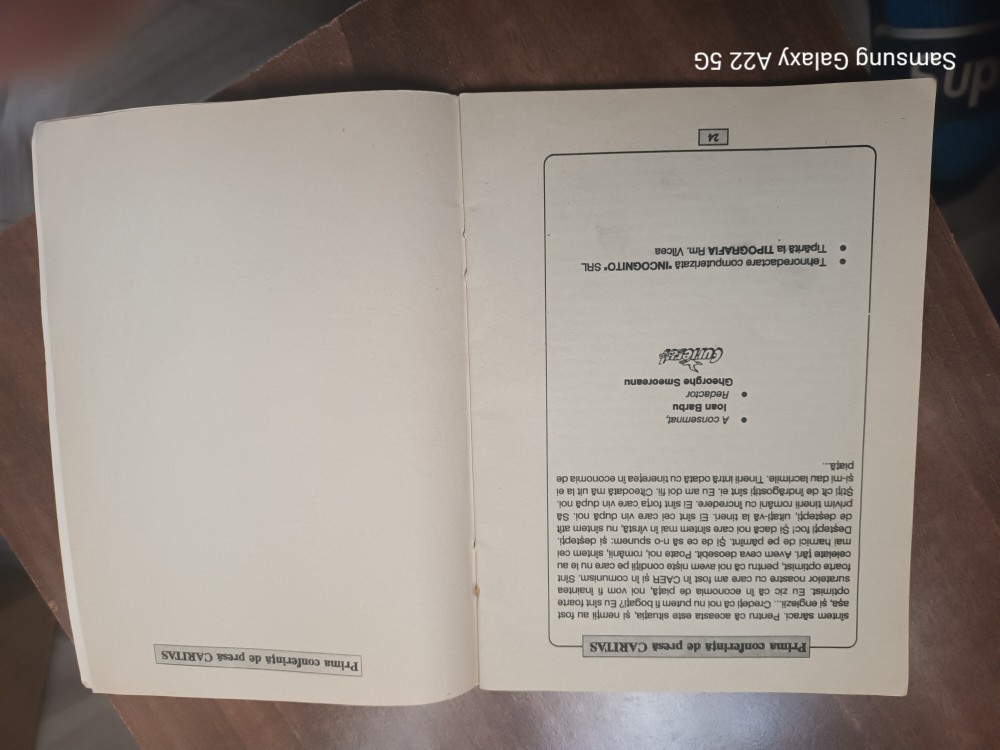 Prima conferință de presă CARITAS
sîntem săraci. Pentru că aceasta este situația, și nemții au fost
așa, și englezii... Credeți că noi nu putem fi bogați? Eu sînt foarte
optimist. Eu zic că în economia de piață, noi vom fi înaintea
suratelor noastre cu care am fost în CAER și în comunism. Sînt
foarte optimist, pentru că noi avem niște condiții pe care nu le au
celelate țări. Avem ceva deosebit. Poate noi, românii, sîntem cei
mai harnici de pe pămînt. Și de ce să n-o spunem: și deștepți.
Deștepți foc! Și dacă noi care sîntem mai în vîrstă, nu sîntem atît
de deștepți, uitați-vă la tineri. Ei sînt cei care vin după noi. Să
privim tinerii români cu încredere. Ei sînt forța care vin după noi.
Știți cît de îndrăgostiți sînt ei. Eu am doi fii. Cîteodată mă uit la ei
și-mi dau lacrimile. Tinerii intră odată cu tinerețea în economia de
piață...
• A consemnat,
Ioan Barbu
• Redactor
Gheorghe Smeoreanu
Curierul
• Tehnoredactare computerizată "INCOGNITO" SRL
• Tipărită la TIPOGRAFIA Rm. Vîlcea
24
Prima conferință de presă CARITAS
Samsung Galaxy A22 5G